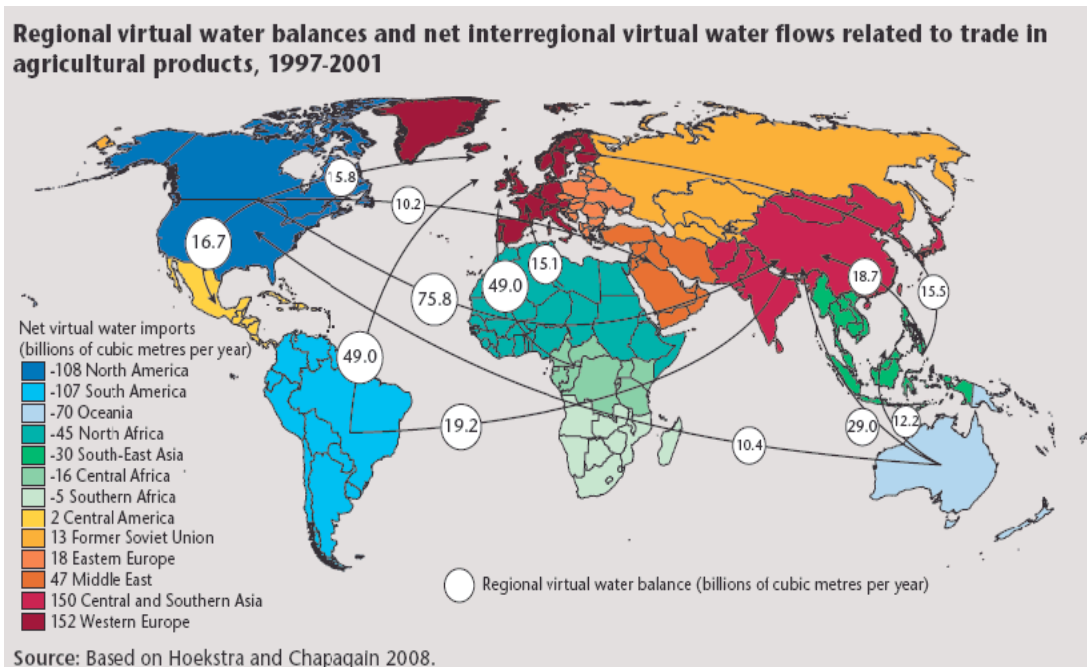 Regional virtual water balances and net interregional virtual water flows related to trade in
agricultural products, 1997-2001
15.8
10.2
16.7
15.1
18.7
75.8
49.0
15.5
49.0
19.2
29.0
12.2
10.4
Net virtual water imports
(billions of cubic metres per year)
-108 North America
-107 South America
-70 Oceania
-45 North Africa
-30 South-East Asia
-16 Central Africa
-5 Southern Africa
2 Central America
13 Former Soviet Union
18 Eastern Europe
47 Middle East
150 Central and Southern Asia
152 Western Europe
Regional virtual water balance (billions of cubic metres per year)
Source: Based on Hoekstra and Chapagain 2008.